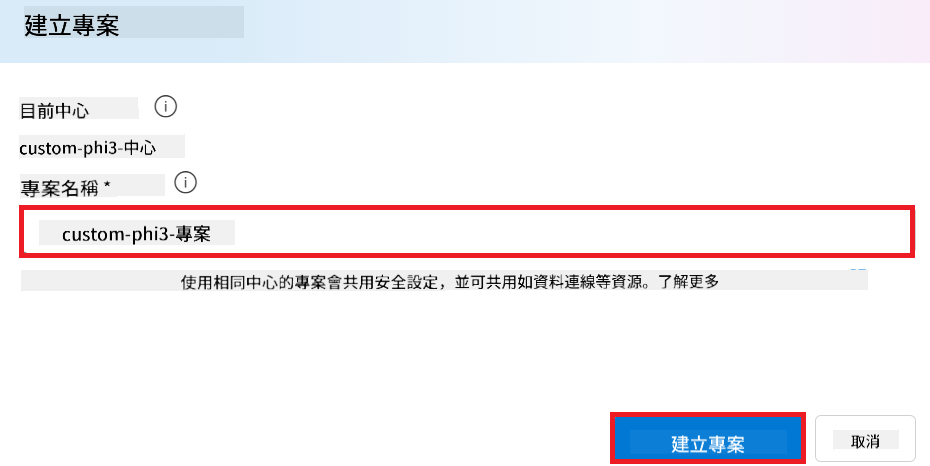 建立專案
目前中心
custom-phi3-中心
專案名稱 *
custom-phi3-專案
使用相同中心的專案會共用安全設定，並可共用如資料連線等資源。了解更多
建立專案
取消